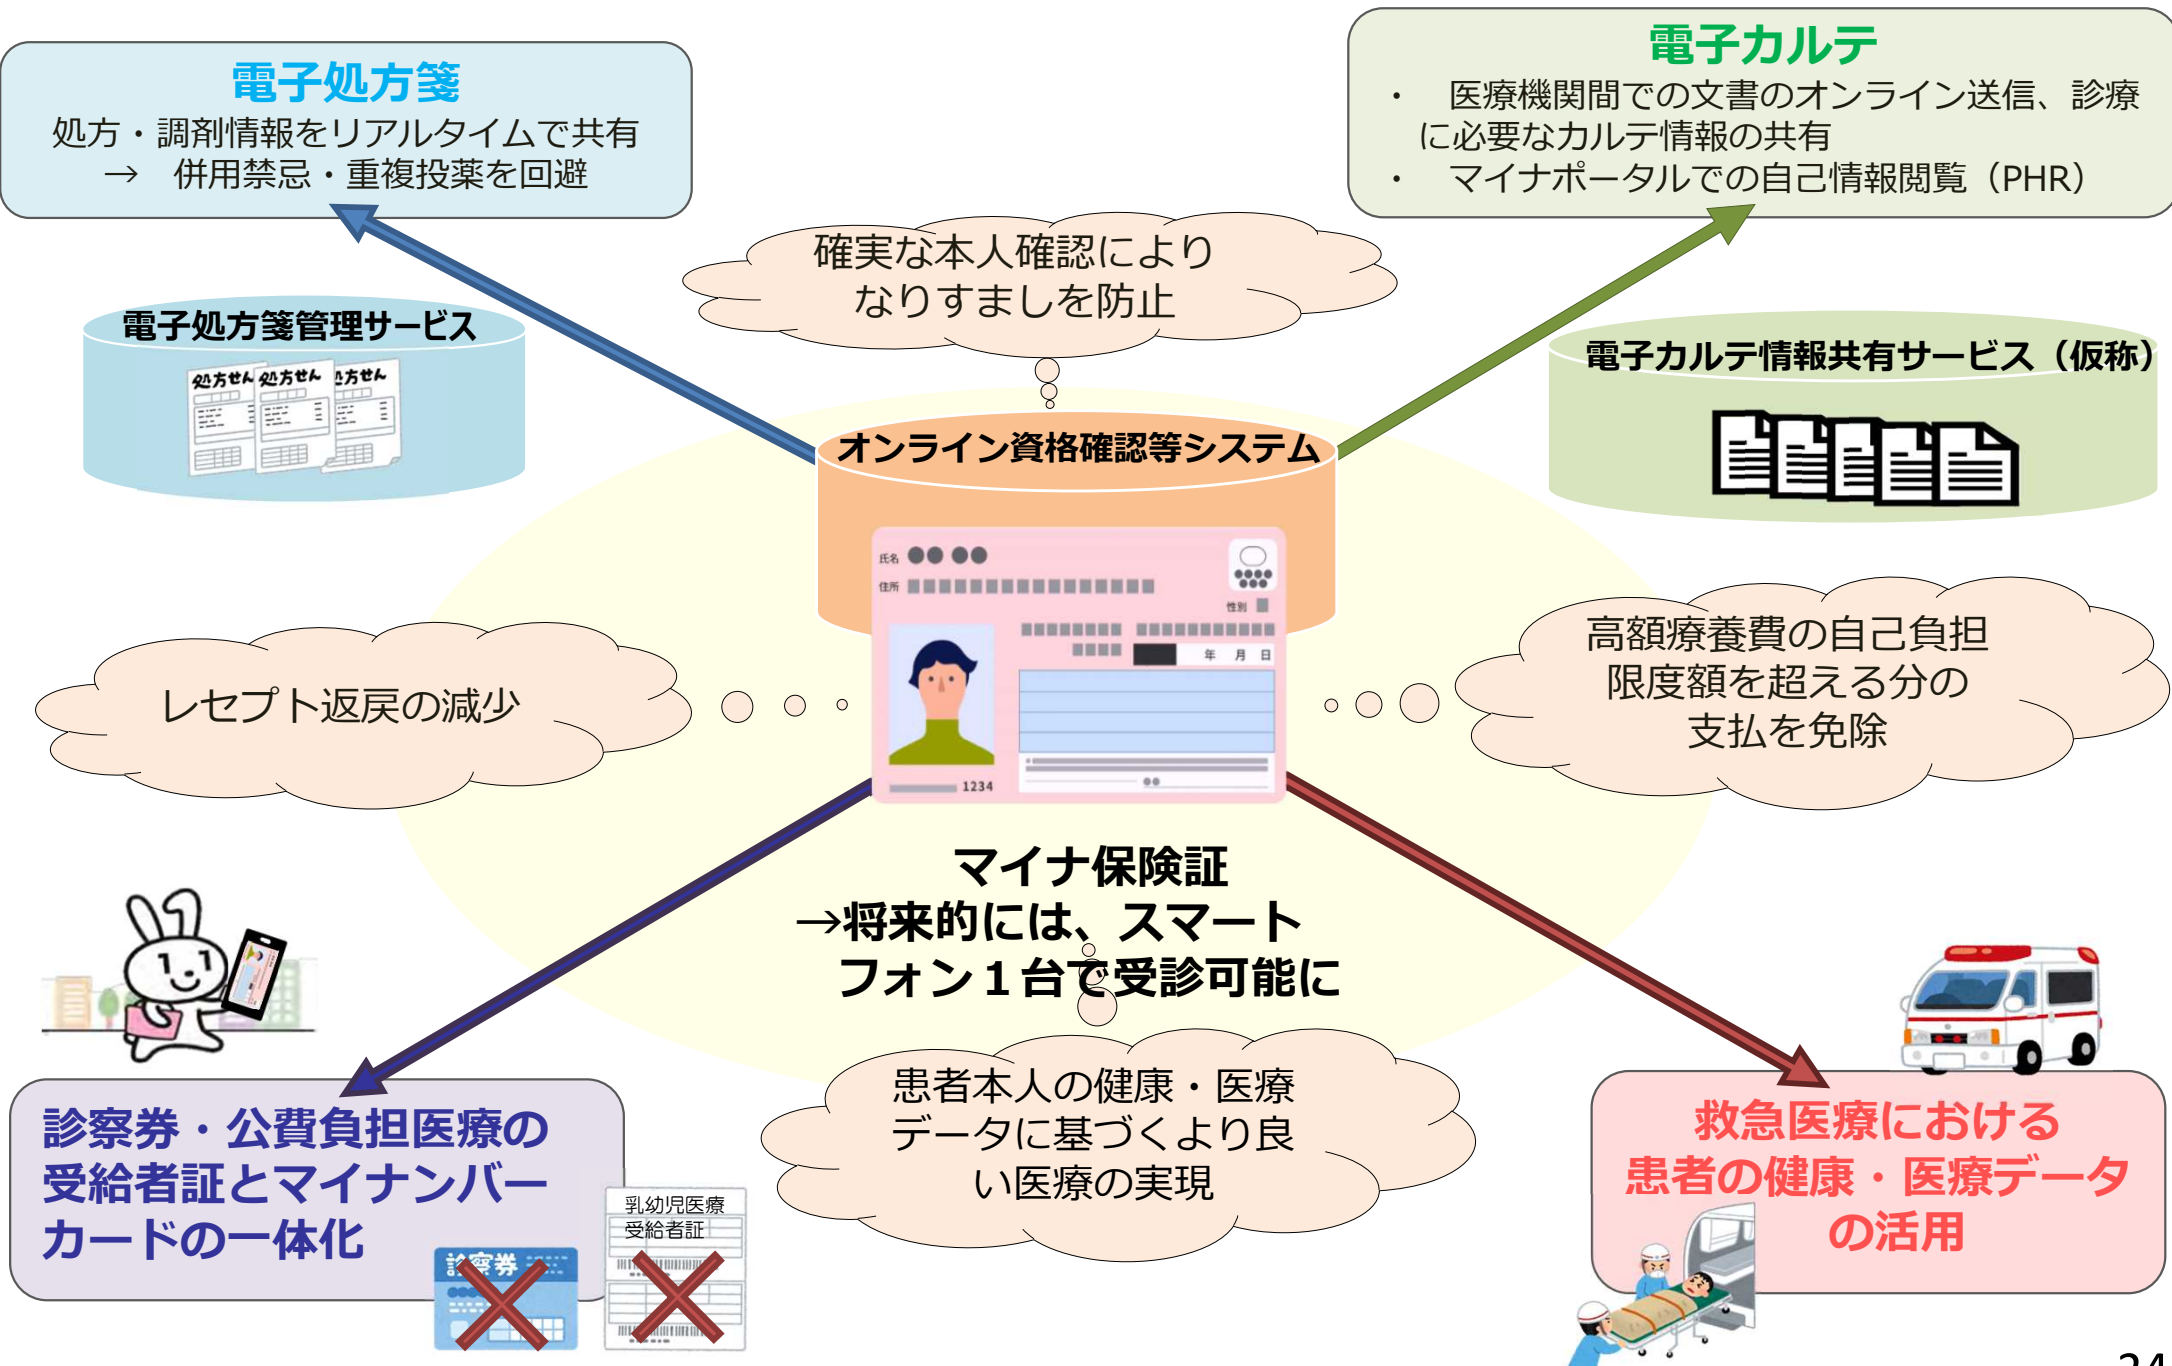 電子処方箋
処方・調剤情報をリアルタイムで共有
→　併用禁忌・重複投薬を回避
電子カルテ
・　医療機関間での文書のオンライン送信、診療
に必要なカルテ情報の共有
・　マイナポータルでの自己情報閲覧（PHR）
確実な本人確認により
なりすましを防止
電子処方箋管理サービス
処方せん
処方せん
処方せん
電子カルテ情報共有サービス（仮称）
オンライン資格確認等システム
氏名
住所
性別
年 月 日
1234
レセプト返戻の減少
高額療養費の自己負担
限度額を超える分の
支払を免除
マイナ保険証
→将来的には、スマート
フォン１台で受診可能に
患者本人の健康・医療
データに基づくより良
い医療の実現
診察券・公費負担医療の
受給者証とマイナンバー
カードの一体化
診察券
乳幼児医療
受給者証
救急医療における
患者の健康・医療データ
の活用
24